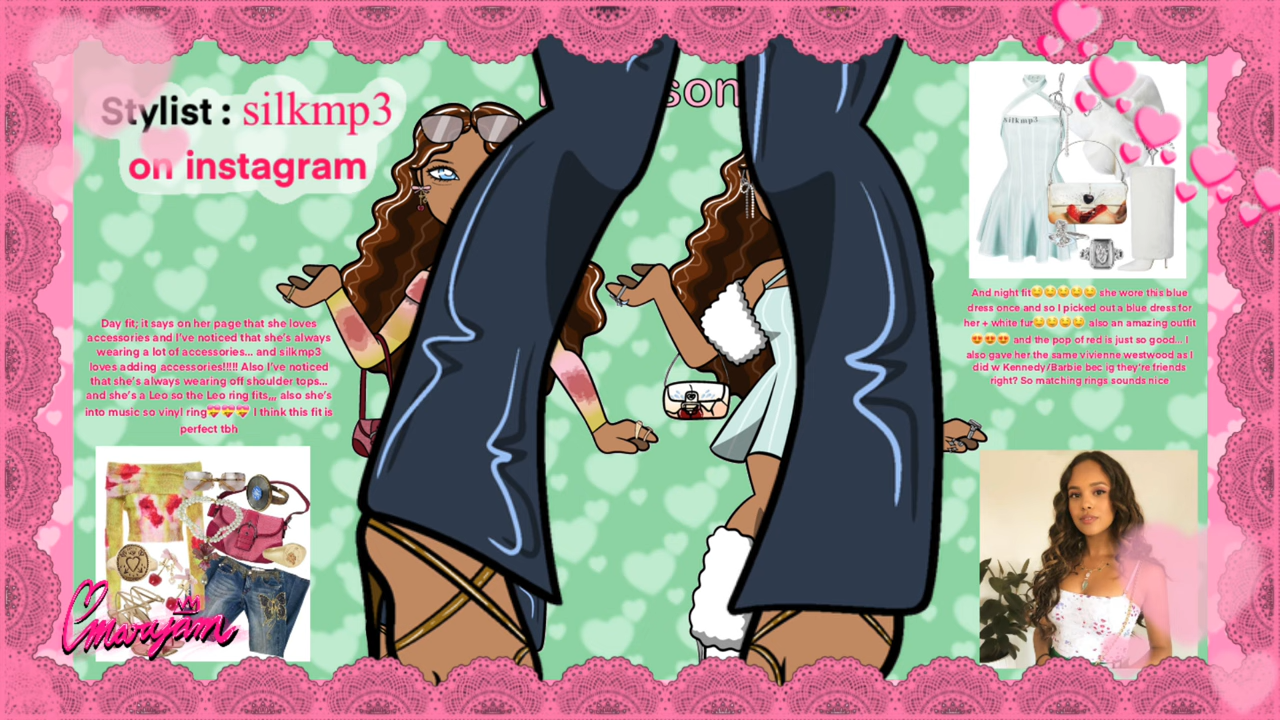 Stylist : silkmp3
on instagram
son
silkmp3
And night fit🤤🤤🤤🤤🤤 she wore this blue
dress once and so I picked out a blue dress for
her + white fur🤤🤤🤤🤤 also an amazing outfit
😍😍😍 and the pop of red is just so good... I
also gave her the same vivienne westwood as I
did w Kennedy/Barbie bec ig they're friends
right? So matching rings sounds nice
Day fit; it says on her page that she loves
accessories and I've noticed that she's always
wearing a lot of accessories... and silkmp3
loves adding accessories!!!!! Also I've noticed
that she's always wearing off shoulder tops...
and she's a Leo so the Leo ring fits,,, also she's
into music so vinyl ring💝💝💝 I think this fit is
perfect tbh
marajam